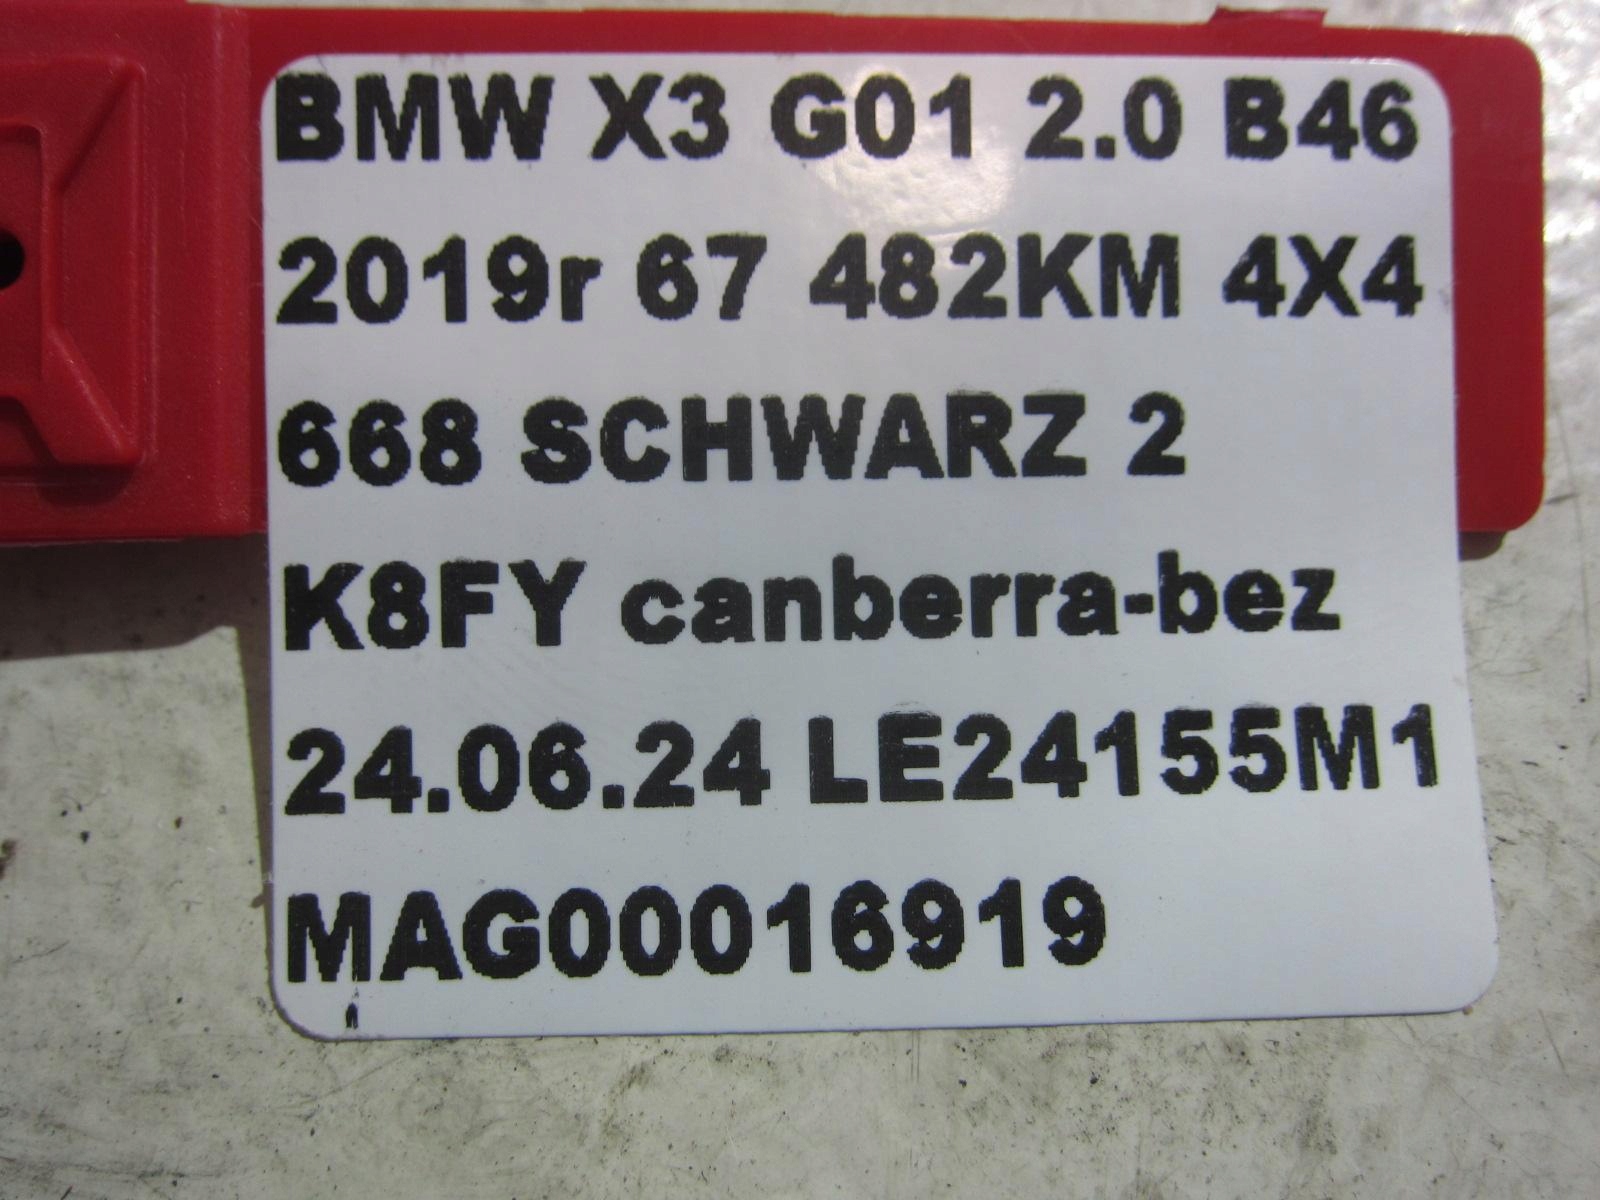 BMW X3 G01 2.0 B46
2019r 67 482KM 4X4
668 SCHWARZ 2
K8FY canberra-bez
24.06.24 LE24155M1
MAG00016919